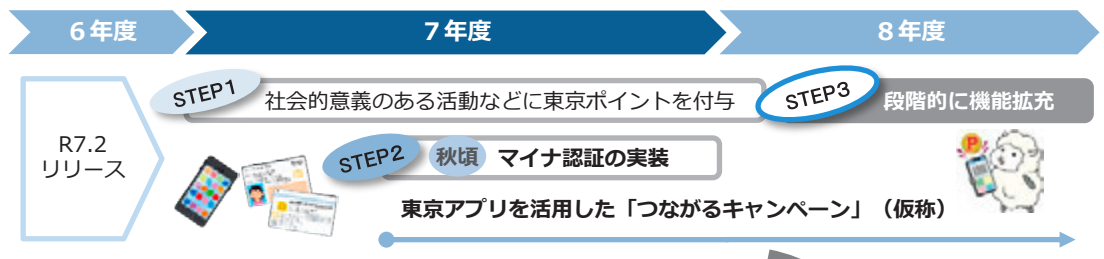 6年度
7年度
8年度
R7.2
リリース
STEP1
社会的意義のある活動などに東京ポイントを付与
STEP3
段階的に機能拡充
STEP2
秋頃
マイナ認証の実装
P
東京アプリを活用した「つながるキャンペーン」（仮称）